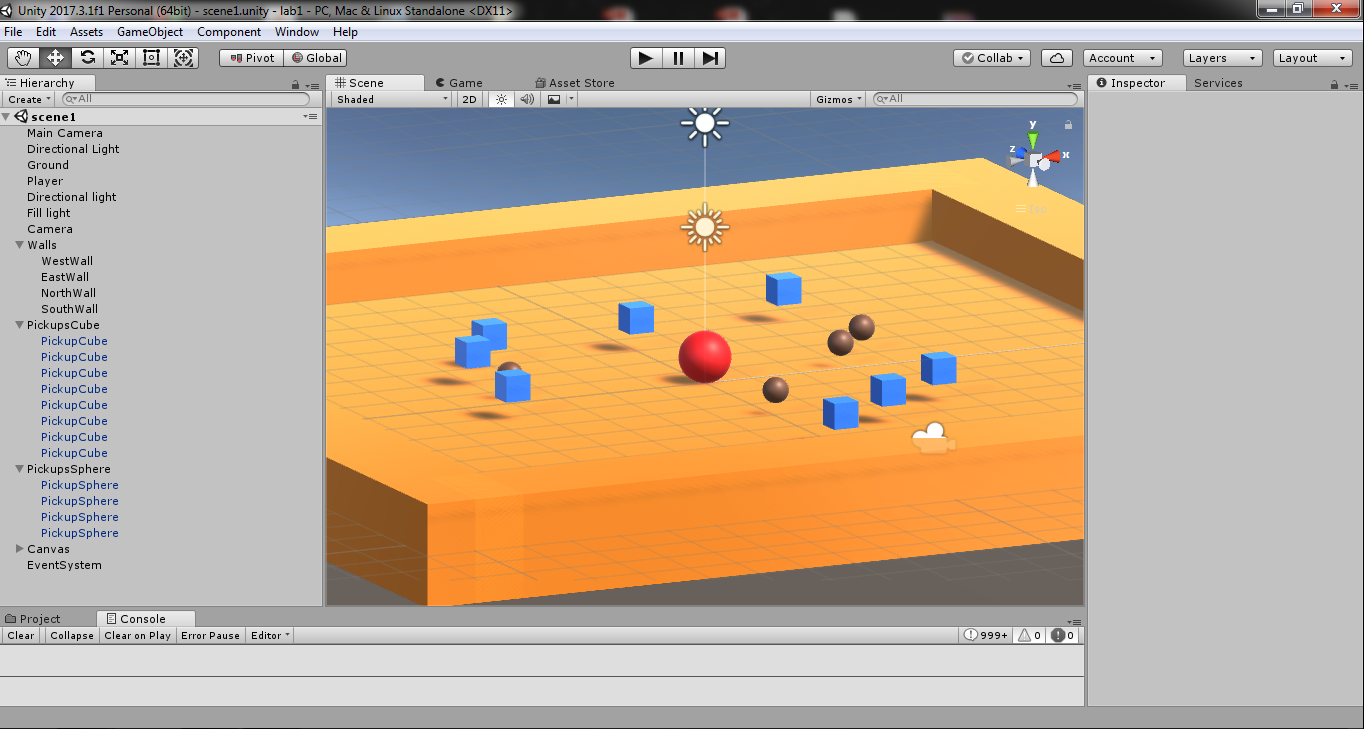 Unity 2017.3.1f1 Personal (64bit) - scene1.unity - lab1 - PC, Mac & Linux Standalone <DX11>
File Edit Assets GameObject Component Window Help
Pivot Global Collab Account Layers Layout
Hierarchy
Create All
scene1
Main Camera
Directional Light
Ground
Player
Directional light
Fill light
Camera
Walls
WestWall
EastWall
NorthWall
SouthWall
PickupsCube
PickupCube
PickupCube
PickupCube
PickupCube
PickupCube
PickupCube
PickupCube
PickupCube
PickupsSphere
PickupSphere
PickupSphere
PickupSphere
PickupSphere
Canvas
EventSystem
Scene Game Asset Store
Shaded 2D Gizmos All
y
z x
Inspector Services
Project Console
Clear Collapse Clear on Play Error Pause Editor 999+ 0 0